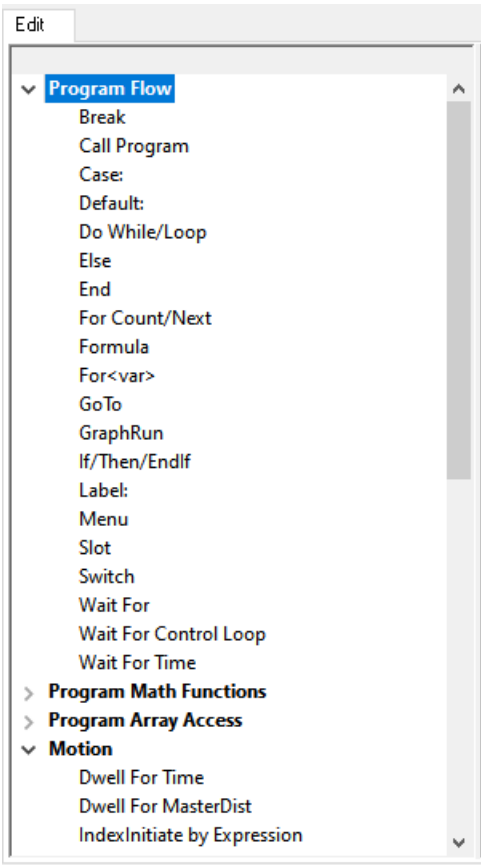 Edit
Program Flow
Break
Call Program
Case:
Default:
Do While/Loop
Else
End
For Count/Next
Formula
For<var>
GoTo
GraphRun
If/Then/EndIf
Label:
Menu
Slot
Switch
Wait For
Wait For Control Loop
Wait For Time
Program Math Functions
Program Array Access
Motion
Dwell For Time
Dwell For MasterDist
IndexInitiate by Expression